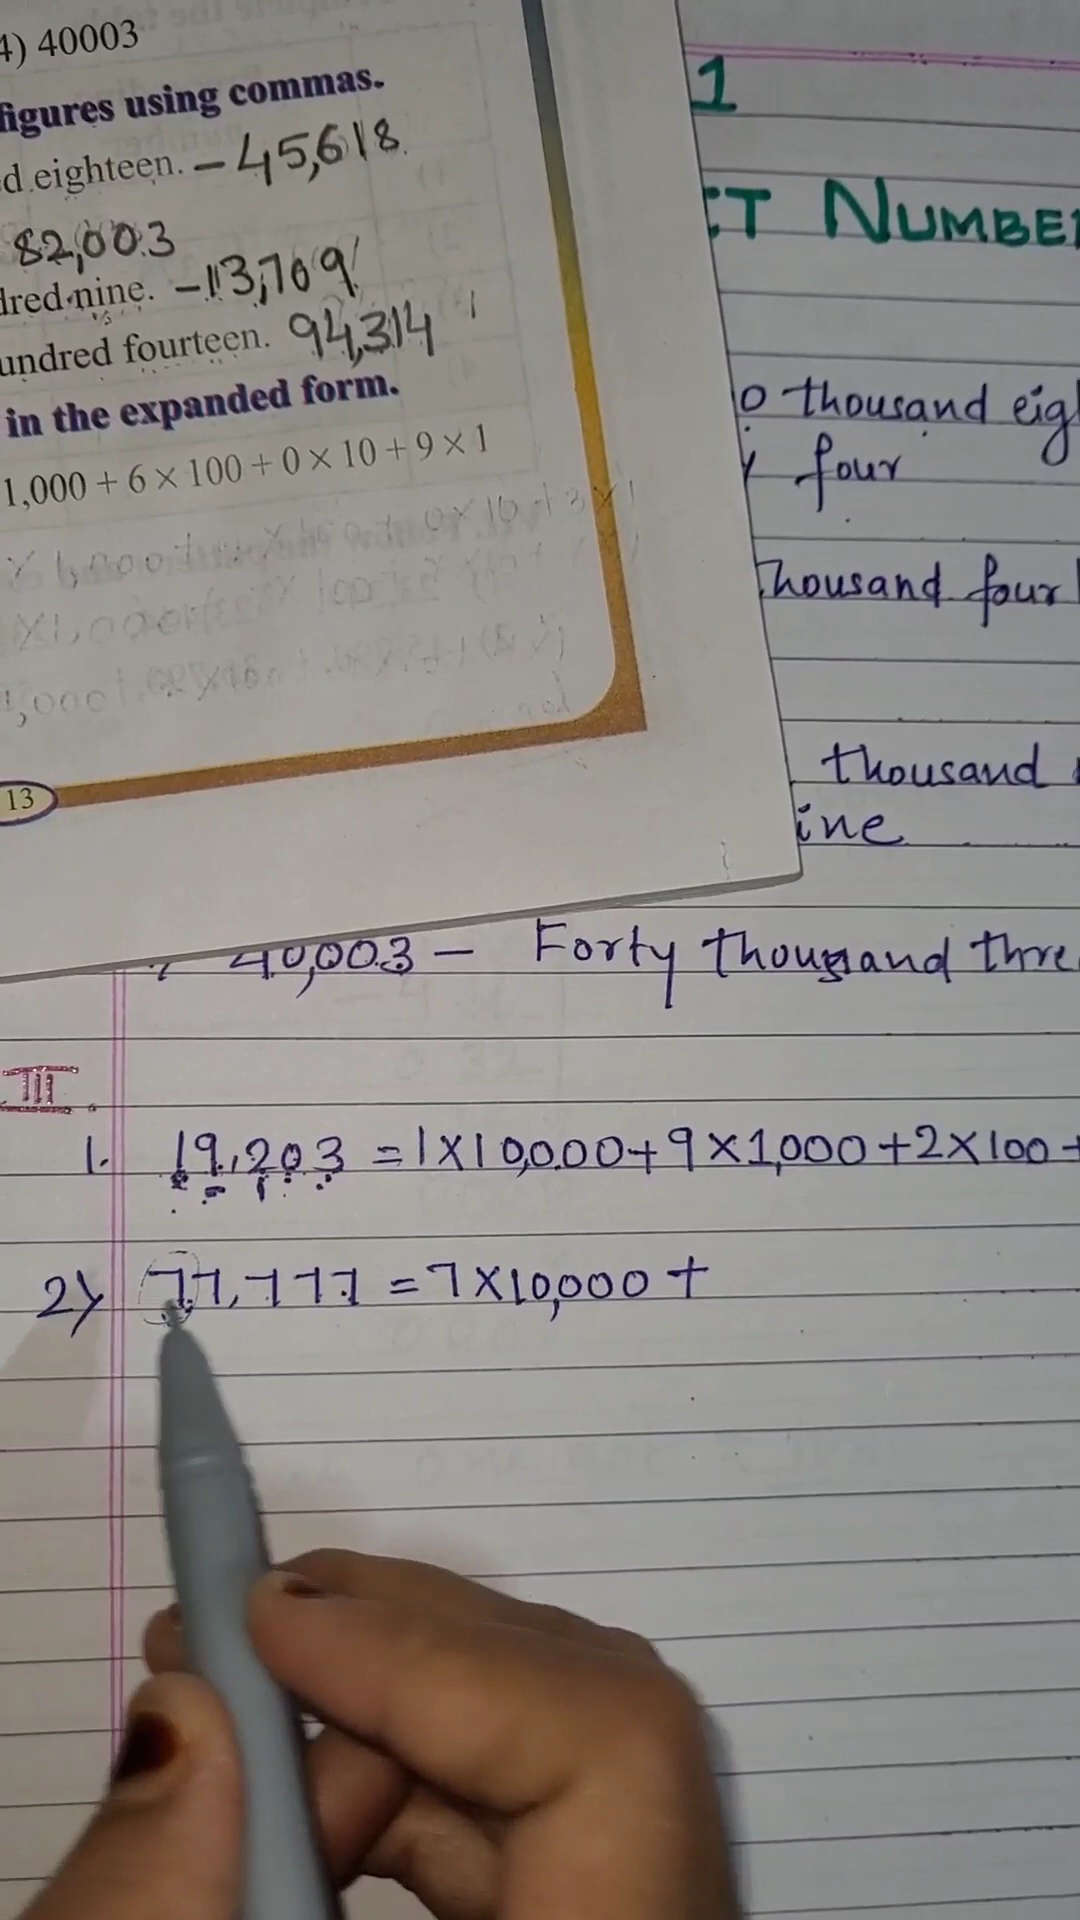 4) 40003
figures using commas.
d eighteen. – 45,618
82,003
dred nine. – 13,709
undred fourteen. 94,314
in the expanded form.
1,000 + 6 × 100 + 0 × 10 + 9 × 1
13
1
CT NUMBE
o thousand eig
y four
thousand four
thousand
ine
40,003 – Forty thousand thre
III.
1. 19,203 = 1×10,000+9×1,000+2×100+
2) 77,777 = 7×10,000+